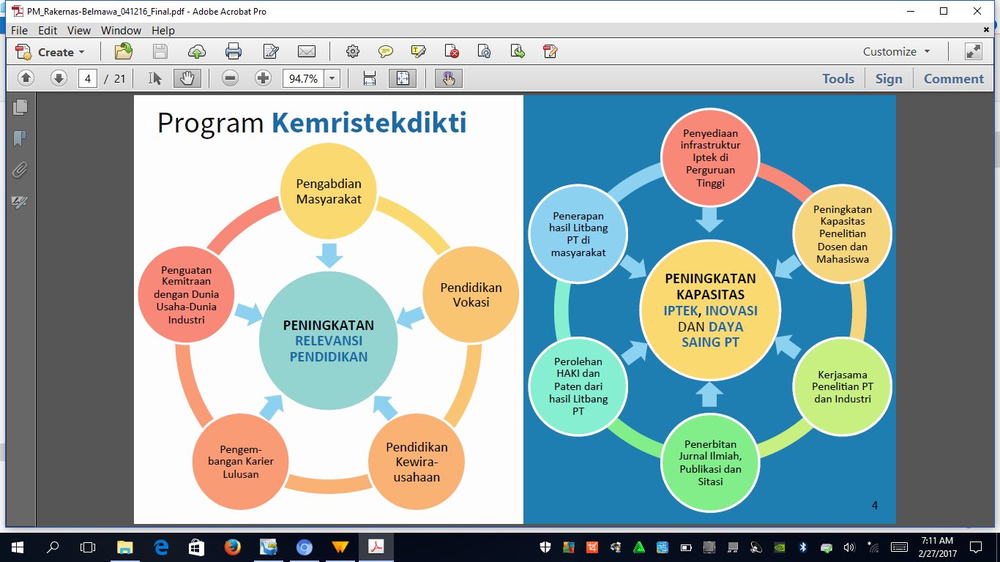 PM_Rakernas-Belmawa_041216_Final.pdf - Adobe Acrobat Pro
File Edit View Window Help
Create
Customize
4 / 21
94.7%
Tools
Sign
Comment
Program Kemristekdikti
Pengabdian
Masyarakat
Pendidikan
Vokasi
Pendidikan
Kewira-
usahaan
Pengem-
bangan Karier
Lulusan
Penguatan
Kemitraan
dengan Dunia
Usaha-Dunia
Industri
PENINGKATAN
RELEVANSI
PENDIDIKAN
Penyediaan
infrastruktur
Iptek di
Perguruan
Tinggi
Peningkatan
Kapasitas
Penelitian
Dosen dan
Mahasiswa
Kerjasama
Penelitian PT
dan Industri
Penerbitan
Jurnal Ilmiah,
Publikasi dan
Sitasi
Perolehan
HAKI dan
Paten dari
hasil Litbang
PT
Penerapan
hasil Litbang
PT di
masyarakat
PENINGKATAN
KAPASITAS
IPTEK, INOVASI
DAN DAYA
SAING PT
4
7:11 AM
2/27/2017